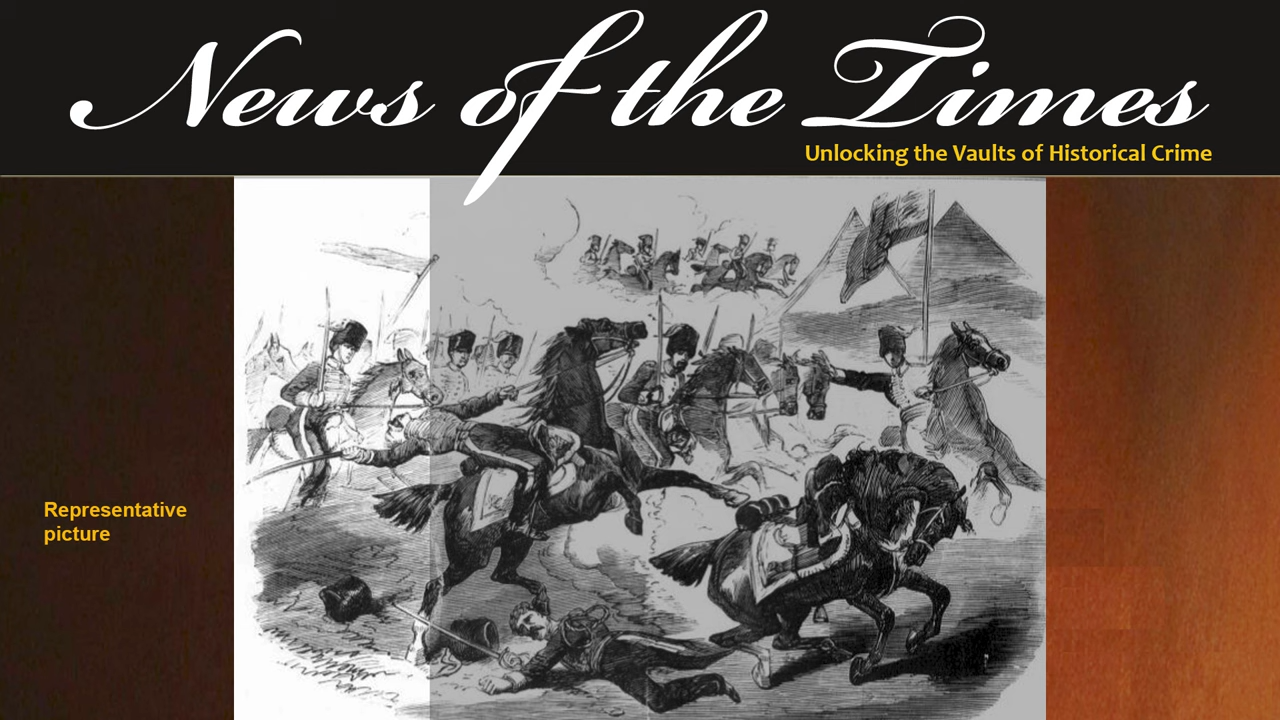 News of the Times
Unlocking the Vaults of Historical Crime
Representative
picture